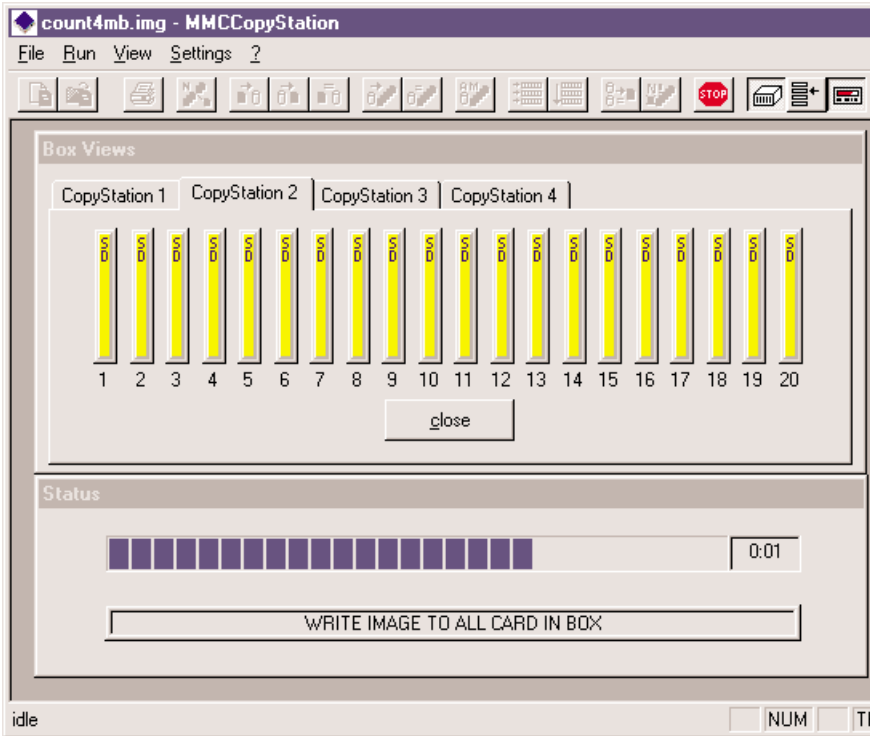 count4mb.img - MMCCopyStation
File Run View Settings ?
STOP
Box Views
CopyStation 1 CopyStation 2 CopyStation 3 CopyStation 4
SD SD SD SD SD SD SD SD SD SD SD SD SD SD SD SD SD SD SD SD
1 2 3 4 5 6 7 8 9 10 11 12 13 14 15 16 17 18 19 20
close
Status
0:01
WRITE IMAGE TO ALL CARD IN BOX
idle NUM